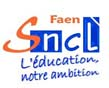 Faen
Sncl
L'éducation,
notre ambition